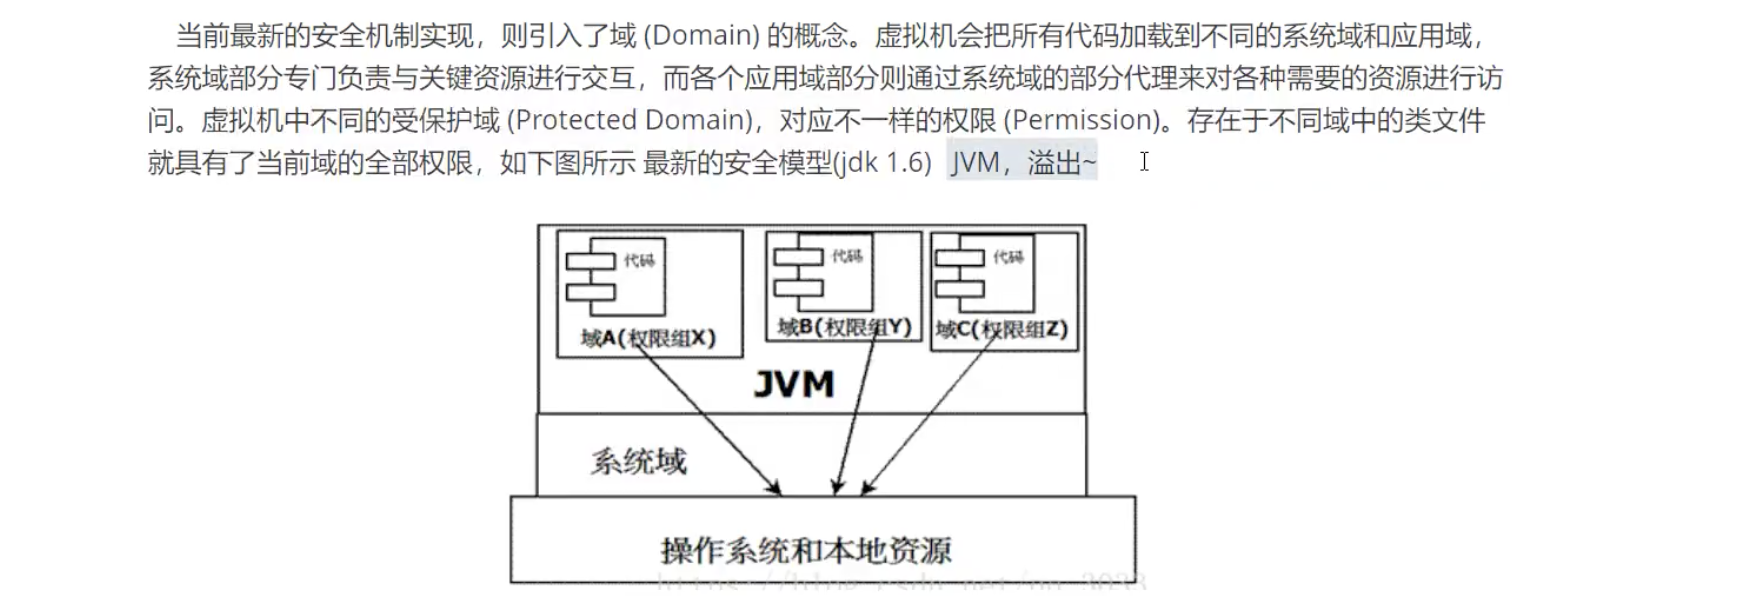 当前最新的安全机制实现，则引入了域 (Domain) 的概念。虚拟机会把所有代码加载到不同的系统域和应用域，
系统域部分专门负责与关键资源进行交互，而各个应用域部分则通过系统域的部分代理来对各种需要的资源进行访
问。虚拟机中不同的受保护域 (Protected Domain)，对应不一样的权限 (Permission)。存在于不同域中的类文件
就具有了当前域的全部权限，如下图所示 最新的安全模型(jdk 1.6) JVM，溢出~
代码
代码
代码
域A(权限组X)
域B(权限组Y)
域C(权限组Z)
JVM
系统域
操作系统和本地资源